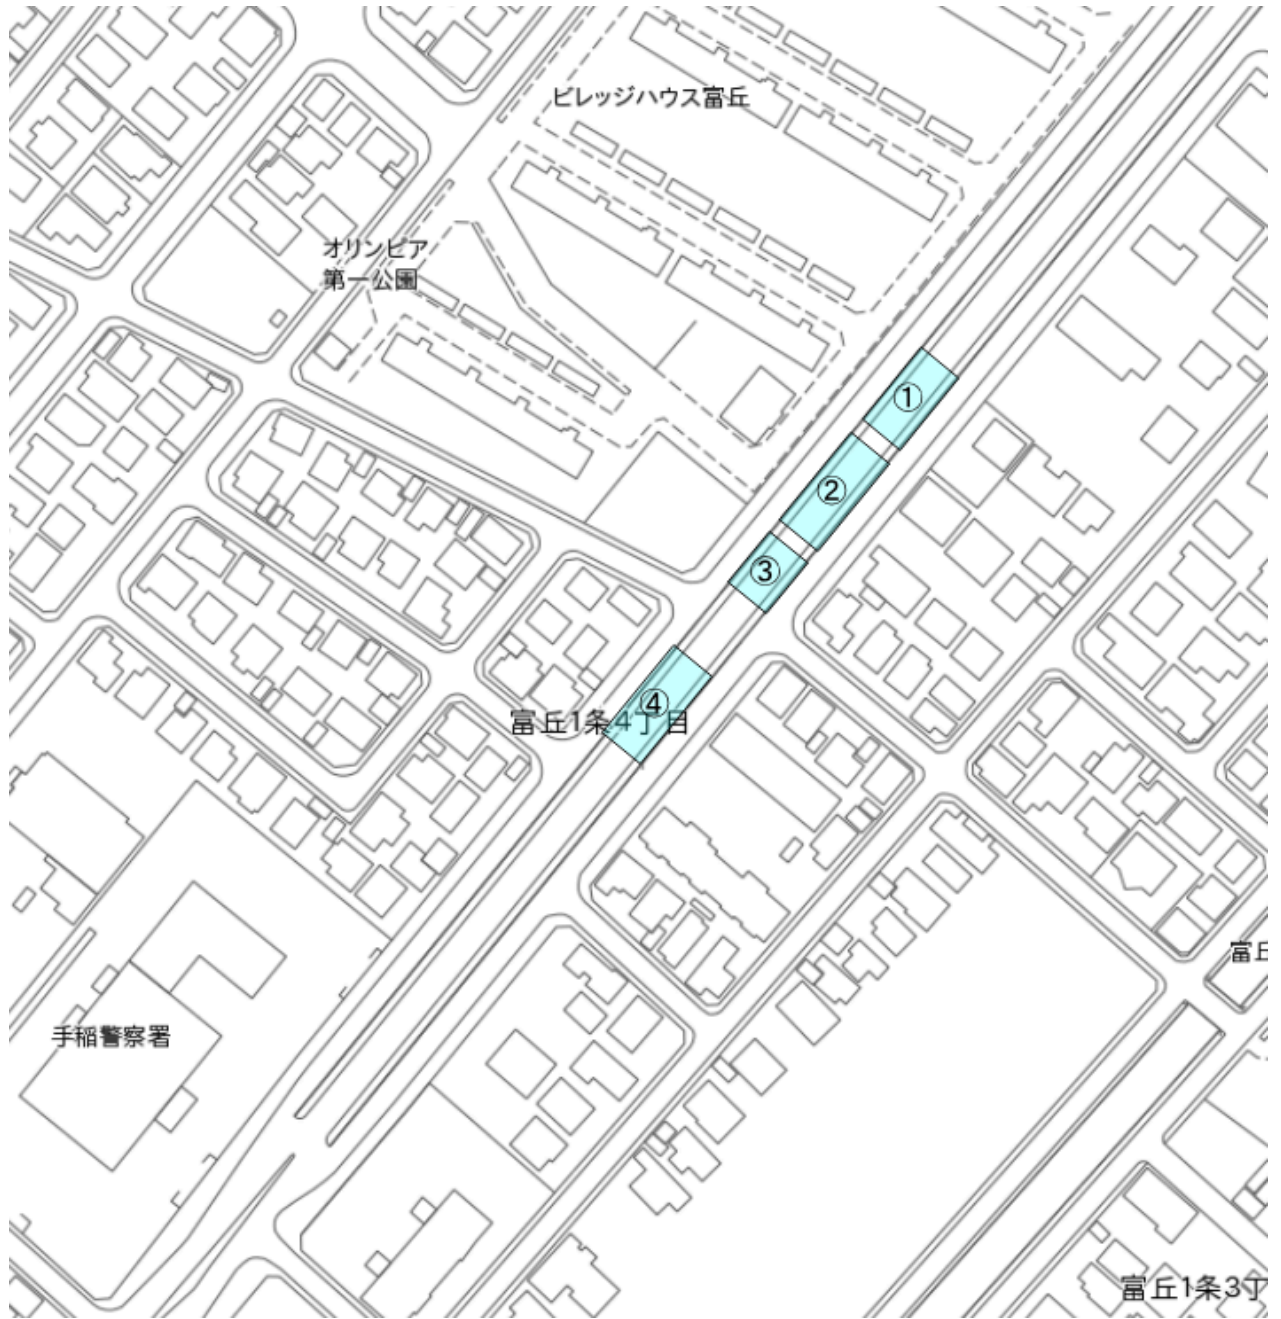 ビレッジハウス富丘
オリンピア
第一公園
①
②
③
④
富丘1条4丁目
富丘
手稲警察署
富丘1条3丁